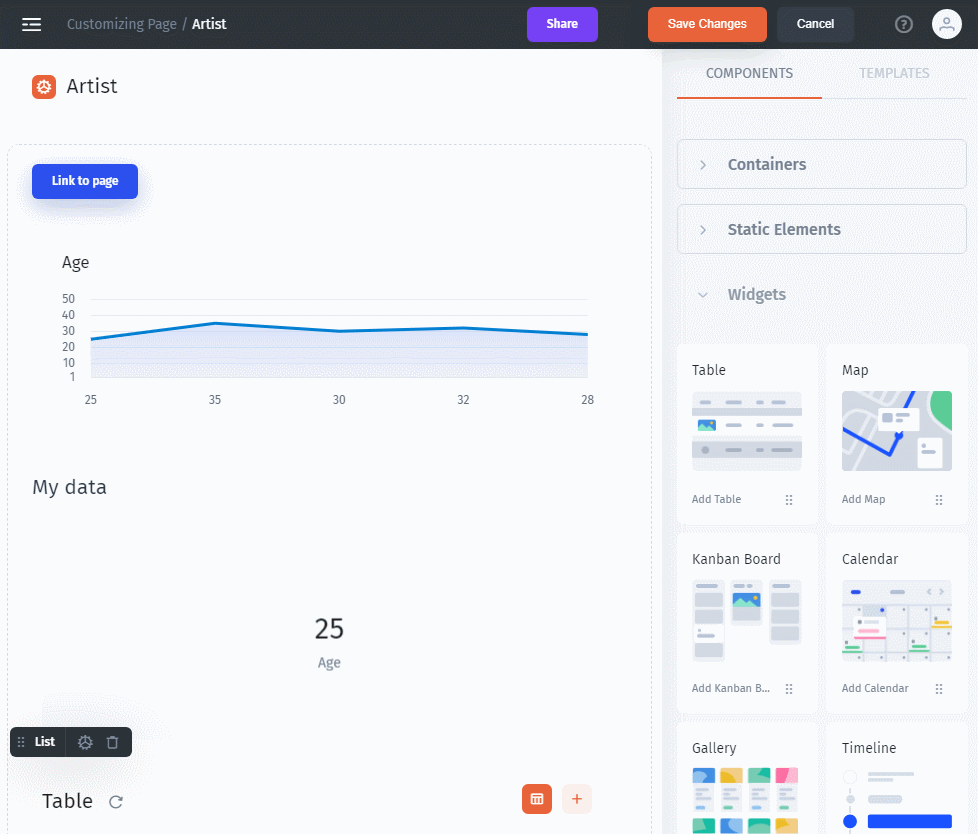 Customizing Page / Artist
Share
Save Changes
Cancel
?
Artist
COMPONENTS
TEMPLATES
Link to page
Containers
Static Elements
Widgets
Age
50
40
30
20
10
1
25 35 30 32 28
Table
Add Table
Map
Add Map
My data
25
Age
Kanban Board
Add Kanban B...
Calendar
Add Calendar
List
Table
+
Gallery
Timeline